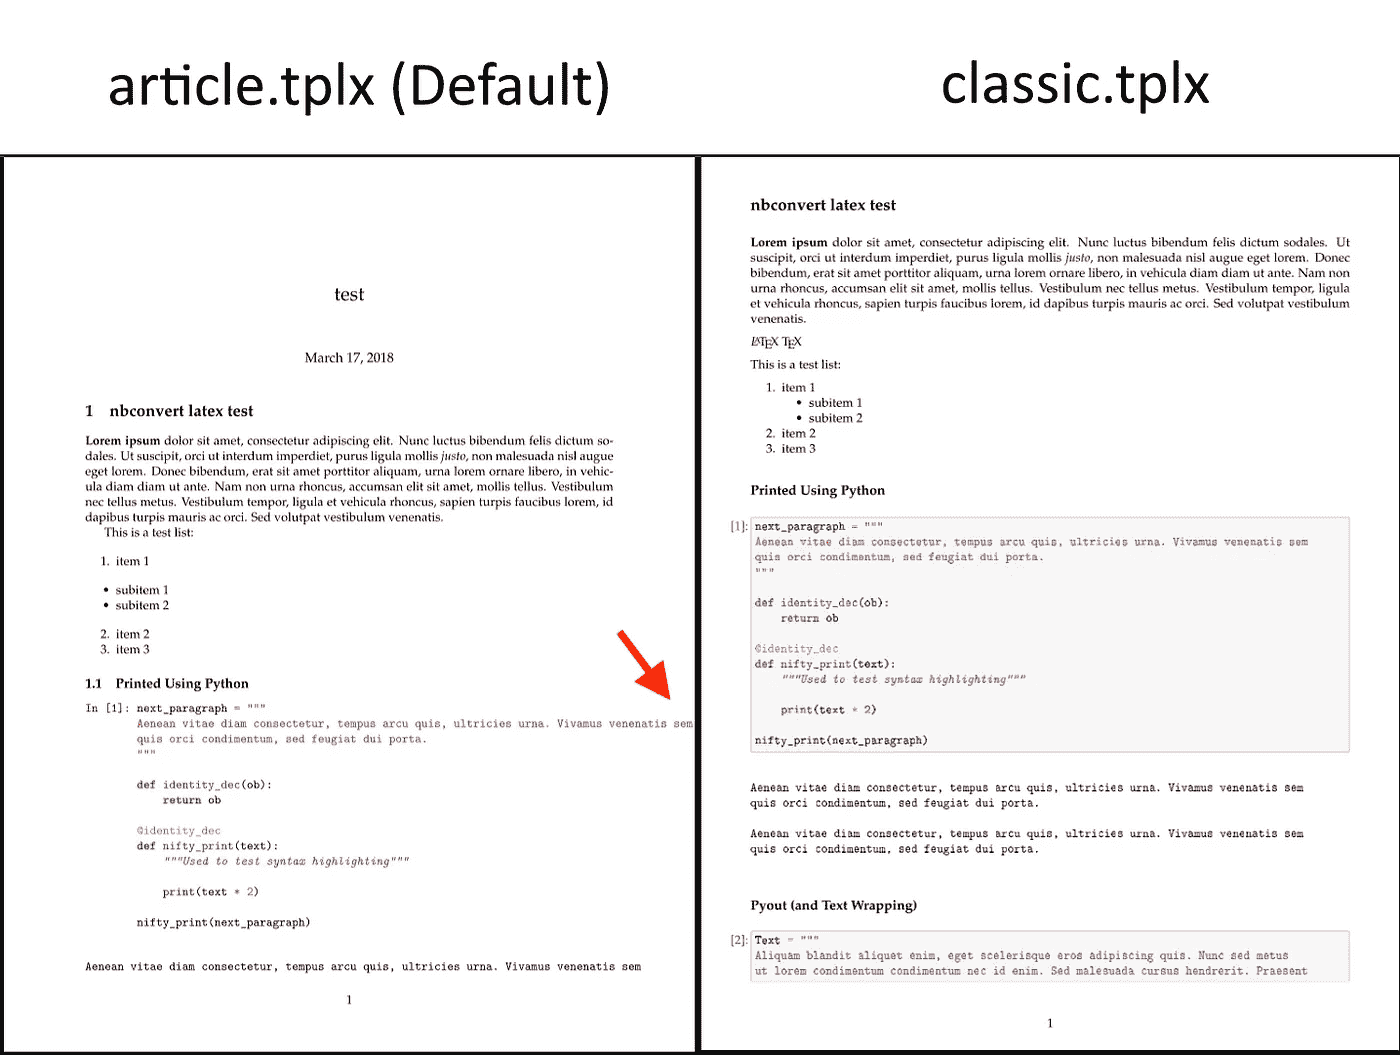 article.tplx (Default)
classic.tplx
test
March 17, 2018
1 nbconvert latex test
Lorem ipsum dolor sit amet, consectetur adipiscing elit. Nunc luctus bibendum felis dictum so-
dales. Ut suscipit, orci ut interdum imperdiet, purus ligula mollis justo, non malesuada nisl augue
eget lorem. Donec bibendum, erat sit amet porttitor aliquam, urna lorem ornare libero, in vehic-
ula diam diam ut ante. Nam non urna rhoncus, accumsan elit sit amet, mollis tellus. Vestibulum
nec tellus metus. Vestibulum tempor, ligula et vehicula rhoncus, sapien turpis faucibus lorem, id
dapibus turpis mauris ac orci. Sed volutpat vestibulum venenatis.
This is a test list:
1. item 1
• subitem 1
• subitem 2
2. item 2
3. item 3
1.1 Printed Using Python
In [1]: next_paragraph = """
Aenean vitae diam consectetur, tempus arcu quis, ultricies urna. Vivamus venenatis sem
quis orci condimentum, sed feugiat dui porta.
"""
def identity_dec(ob):
return ob
@identity_dec
def nifty_print(text):
"""Used to test syntax highlighting"""
print(text * 2)
nifty_print(next_paragraph)
Aenean vitae diam consectetur, tempus arcu quis, ultricies urna. Vivamus venenatis sem
1
nbconvert latex test
Lorem ipsum dolor sit amet, consectetur adipiscing elit. Nunc luctus bibendum felis dictum sodales. Ut
suscipit, orci ut interdum imperdiet, purus ligula mollis justo, non malesuada nisl augue eget lorem. Donec
bibendum, erat sit amet porttitor aliquam, urna lorem ornare libero, in vehicula diam diam ut ante. Nam non
urna rhoncus, accumsan elit sit amet, mollis tellus. Vestibulum nec tellus metus. Vestibulum tempor, ligula
et vehicula rhoncus, sapien turpis faucibus lorem, id dapibus turpis mauris ac orci. Sed volutpat vestibulum
venenatis.
LATEX TEX
This is a test list:
1. item 1
• subitem 1
• subitem 2
2. item 2
3. item 3
Printed Using Python
[1]: next_paragraph = """
Aenean vitae diam consectetur, tempus arcu quis, ultricies urna. Vivamus venenatis sem
quis orci condimentum, sed feugiat dui porta.
"""
def identity_dec(ob):
return ob
@identity_dec
def nifty_print(text):
"""Used to test syntax highlighting"""
print(text * 2)
nifty_print(next_paragraph)
Aenean vitae diam consectetur, tempus arcu quis, ultricies urna. Vivamus venenatis sem
quis orci condimentum, sed feugiat dui porta.
Aenean vitae diam consectetur, tempus arcu quis, ultricies urna. Vivamus venenatis sem
quis orci condimentum, sed feugiat dui porta.
Pyout (and Text Wrapping)
[2]: Text = """
Aliquam blandit aliquet enim, eget scelerisque eros adipiscing quis. Nunc sed metus
ut lorem condimentum condimentum nec id enim. Sed malesuada cursus hendrerit. Praesent
1